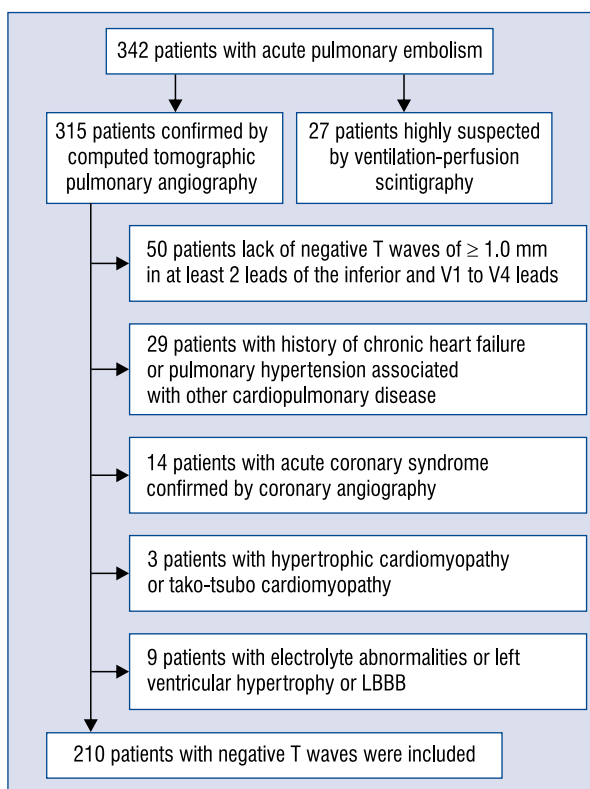 342 patients with acute pulmonary embolism
315 patients confirmed by
computed tomographic
pulmonary angiography
27 patients highly suspected
by ventilation-perfusion
scintigraphy
50 patients lack of negative T waves of ≥ 1.0 mm
in at least 2 leads of the inferior and V1 to V4 leads
29 patients with history of chronic heart failure
or pulmonary hypertension associated
with other cardiopulmonary disease
14 patients with acute coronary syndrome
confirmed by coronary angiography
3 patients with hypertrophic cardiomyopathy
or tako-tsubo cardiomyopathy
9 patients with electrolyte abnormalities or left
ventricular hypertrophy or LBBB
210 patients with negative T waves were included